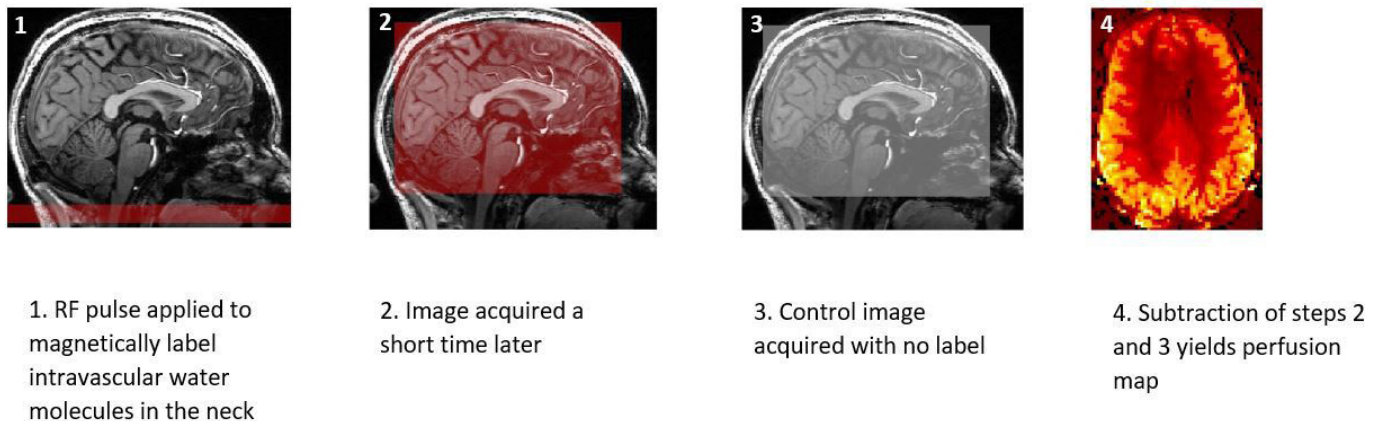 1
2
3
4
1. RF pulse applied to
magnetically label
intravascular water
molecules in the neck
2. Image acquired a
short time later
3. Control image
acquired with no label
4. Subtraction of steps 2
and 3 yields perfusion
map